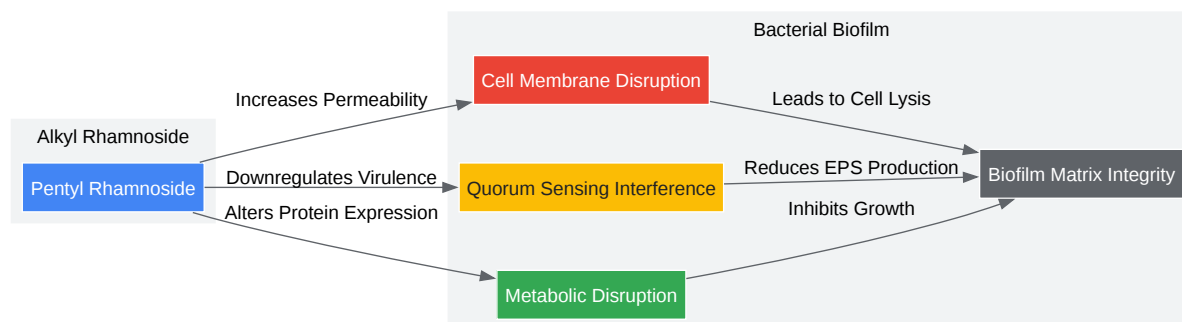 Bacterial Biofilm
Cell Membrane Disruption
Increases Permeability
Leads to Cell Lysis
Alkyl Rhamnoside
Pentyl Rhamnoside
Downregulates Virulence
Quorum Sensing Interference
Reduces EPS Production
Biofilm Matrix Integrity
Alters Protein Expression
Inhibits Growth
Metabolic Disruption